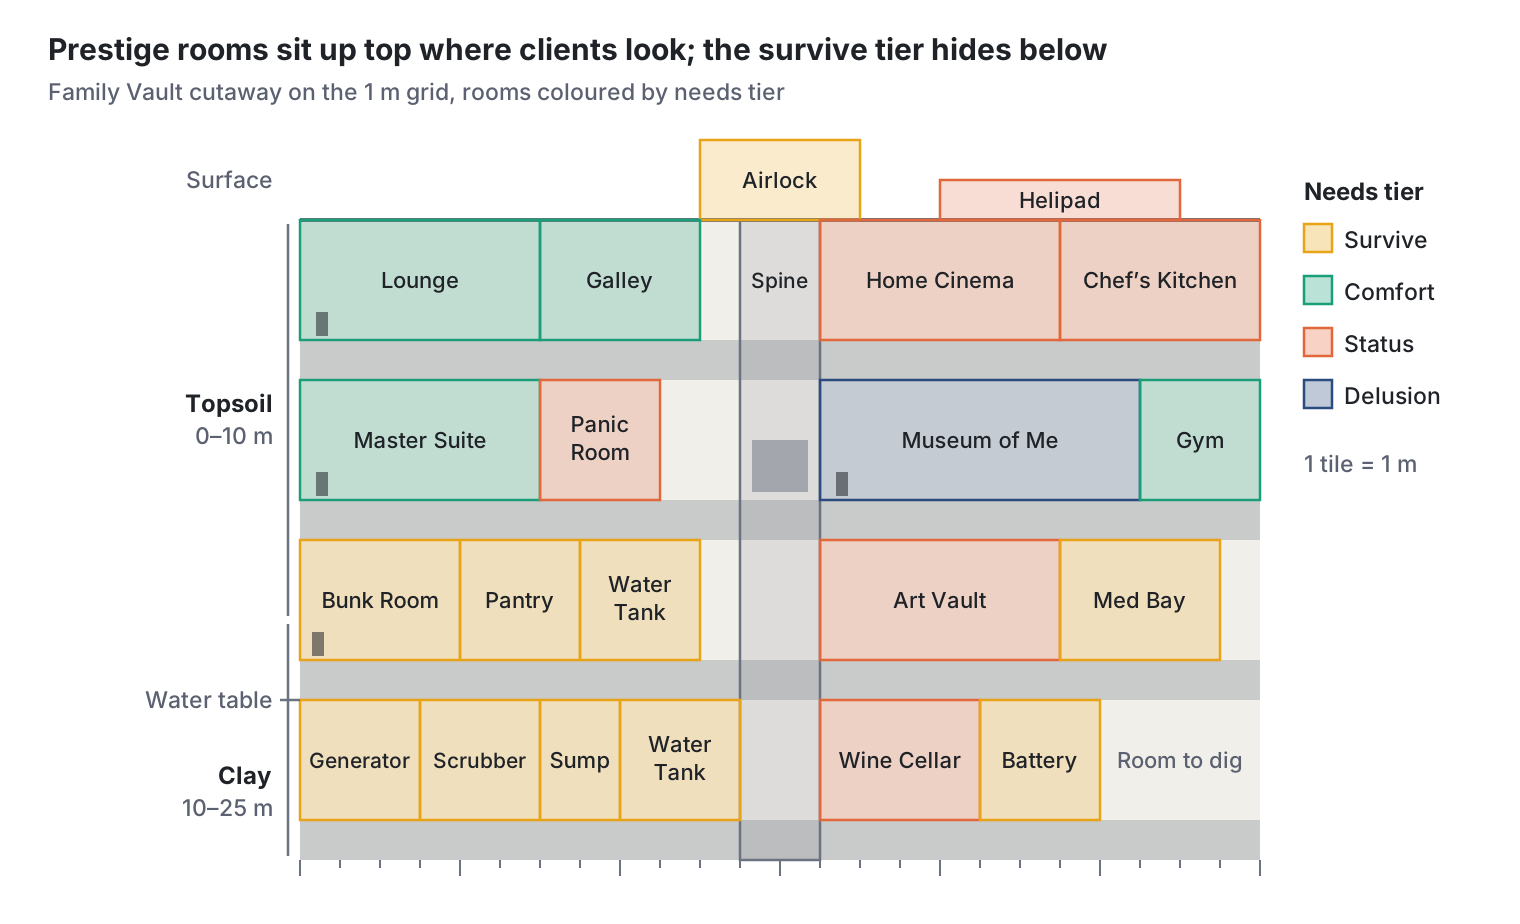 Prestige rooms sit up top where clients look; the survive tier hides below
Family Vault cutaway on the 1 m grid, rooms coloured by needs tier
Surface
Airlock
Helipad
Needs tier
Survive
Comfort
Status
Delusion
1 tile = 1 m
Lounge
Galley
Spine
Home Cinema
Chef’s Kitchen
Topsoil
0–10 m
Master Suite
Panic
Room
Museum of Me
Gym
Bunk Room
Pantry
Water
Tank
Art Vault
Med Bay
Water table
Clay
10–25 m
Generator
Scrubber
Sump
Water
Tank
Wine Cellar
Battery
Room to dig